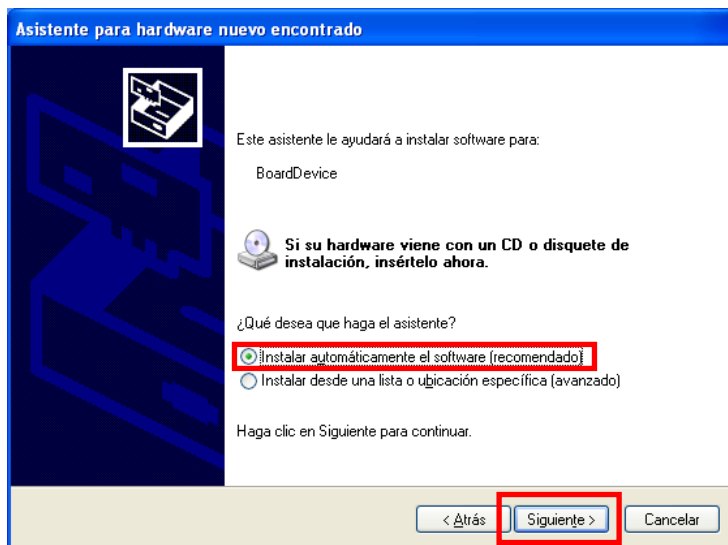 Asistente para hardware nuevo encontrado
Este asistente le ayudará a instalar software para:
BoardDevice
Si su hardware viene con un CD o disquete de
instalación, insértelo ahora.
¿Qué desea que haga el asistente?
Instalar automáticamente el software (recomendado)
Instalar desde una lista o ubicación específica (avanzado)
Haga clic en Siguiente para continuar.
< Atrás
Siguiente >
Cancelar